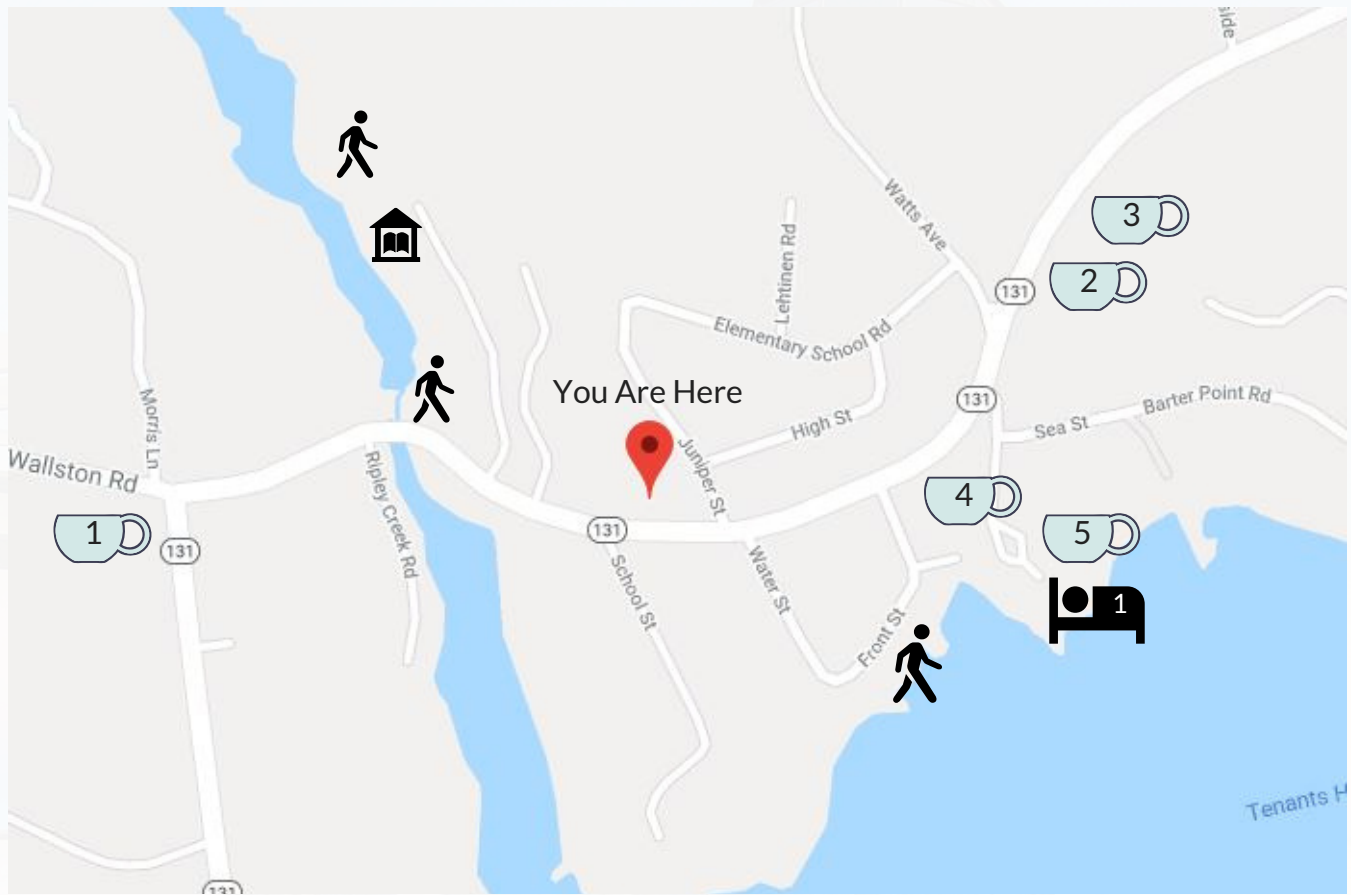 side
3
Watts Ave
2
131
Lehtinen Rd
Elementary School Rd
131
You Are Here
Barter Point Rd
Morris Ln
High St
Sea St
Juniper St
Wallston Rd
Ripley Creek Rd
4
1
131
131
5
School St
Water St
1
Front St
Tenants H
131